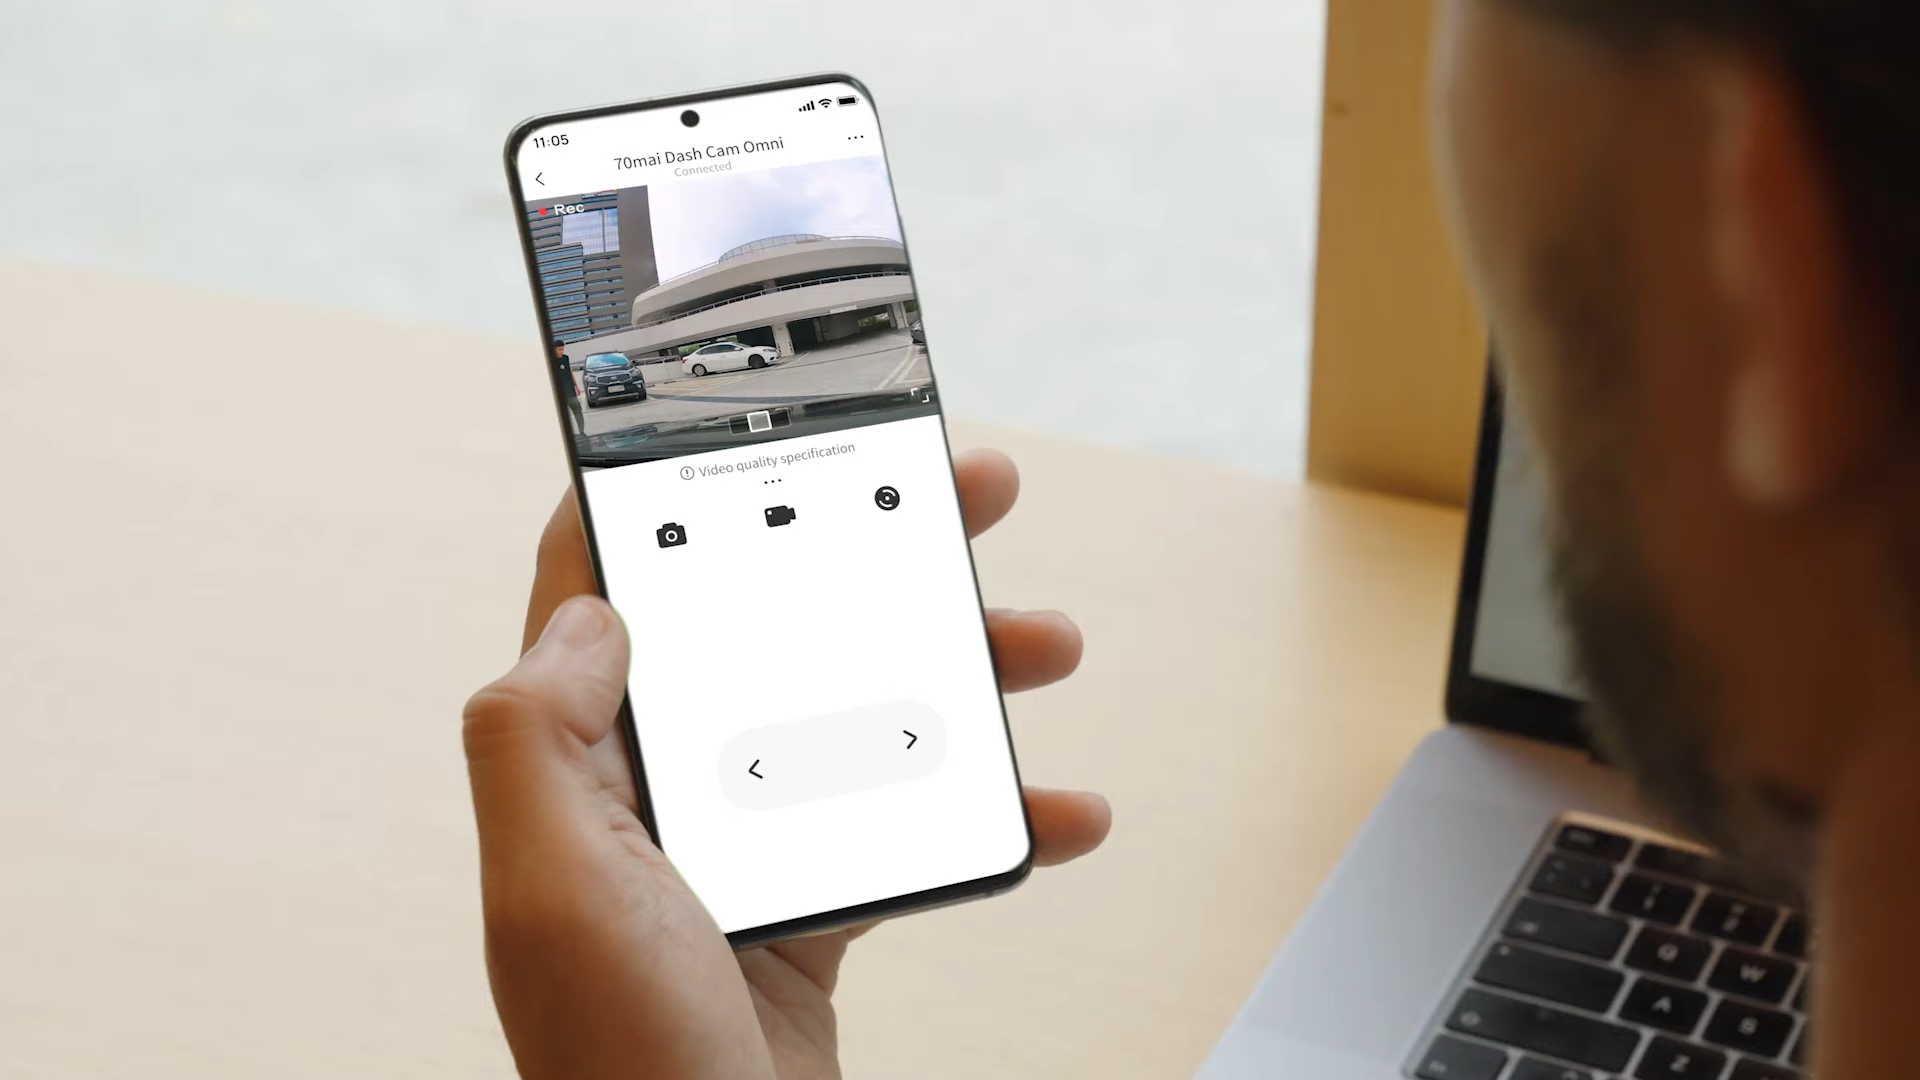 11:05
70mai Dash Cam Omni
Connected
Rec
Video quality specification
Q
W
A
S
Z